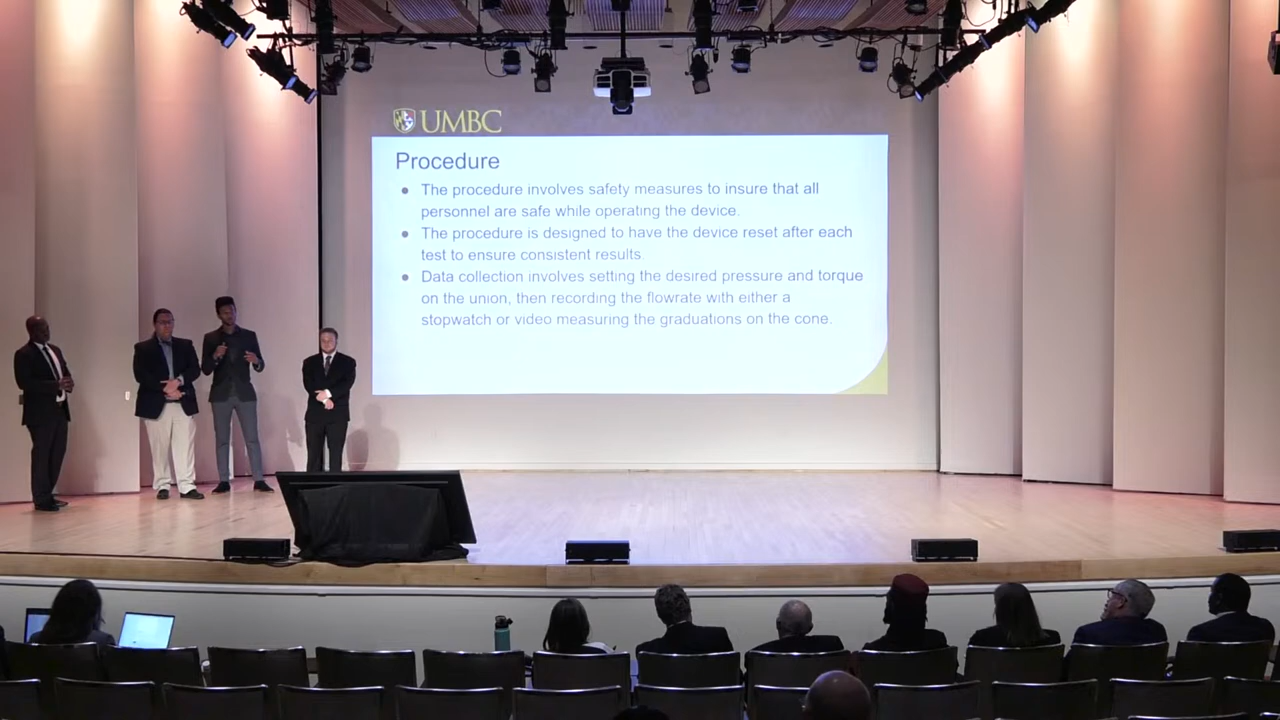 UMBC
Procedure
● The procedure involves safety measures to insure that all
personnel are safe while operating the device.
● The procedure is designed to have the device reset after each
test to ensure consistent results.
● Data collection involves setting the desired pressure and torque
on the union, then recording the flowrate with either a
stopwatch or video measuring the graduations on the cone.